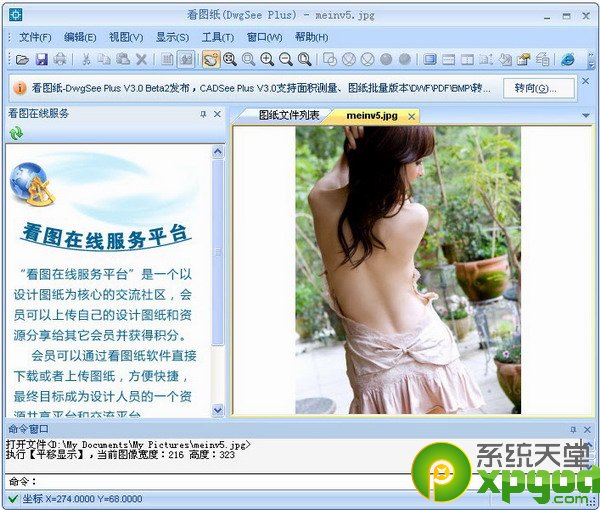 看图纸(DwgSee Plus) - meinv5.jpg
文件(F) 编辑(E) 视图(V) 显示(S) 工具(T) 窗口(W) 帮助(H)
看图纸-DwgSee Plus V3.0 Beta2发布，CADSee Plus V3.0支持面积测量、图纸批量版本\DWF\PDF\BMP\转... 转向(G)...
看图在线服务
图纸文件列表 meinv5.jpg
看图在线服务平台
“看图在线服务平台”是一个以
设计图纸为核心的交流社区，会
员可以上传自己的设计图纸和资
源分享给其它会员并获得积分。
会员可以通过看图纸软件直接
下载或者上传图纸，方便快捷，
最终目标成为设计人员的一个资
源共享平台和交流平台
命令窗口
打开文件<D:\My Documents\My Pictures\meinv5.jpg>
执行【平移显示】，当前图像宽度：216 高度：323
命令：
坐标 X=274.0000 Y=68.0000
系统天堂
xpgod
.com